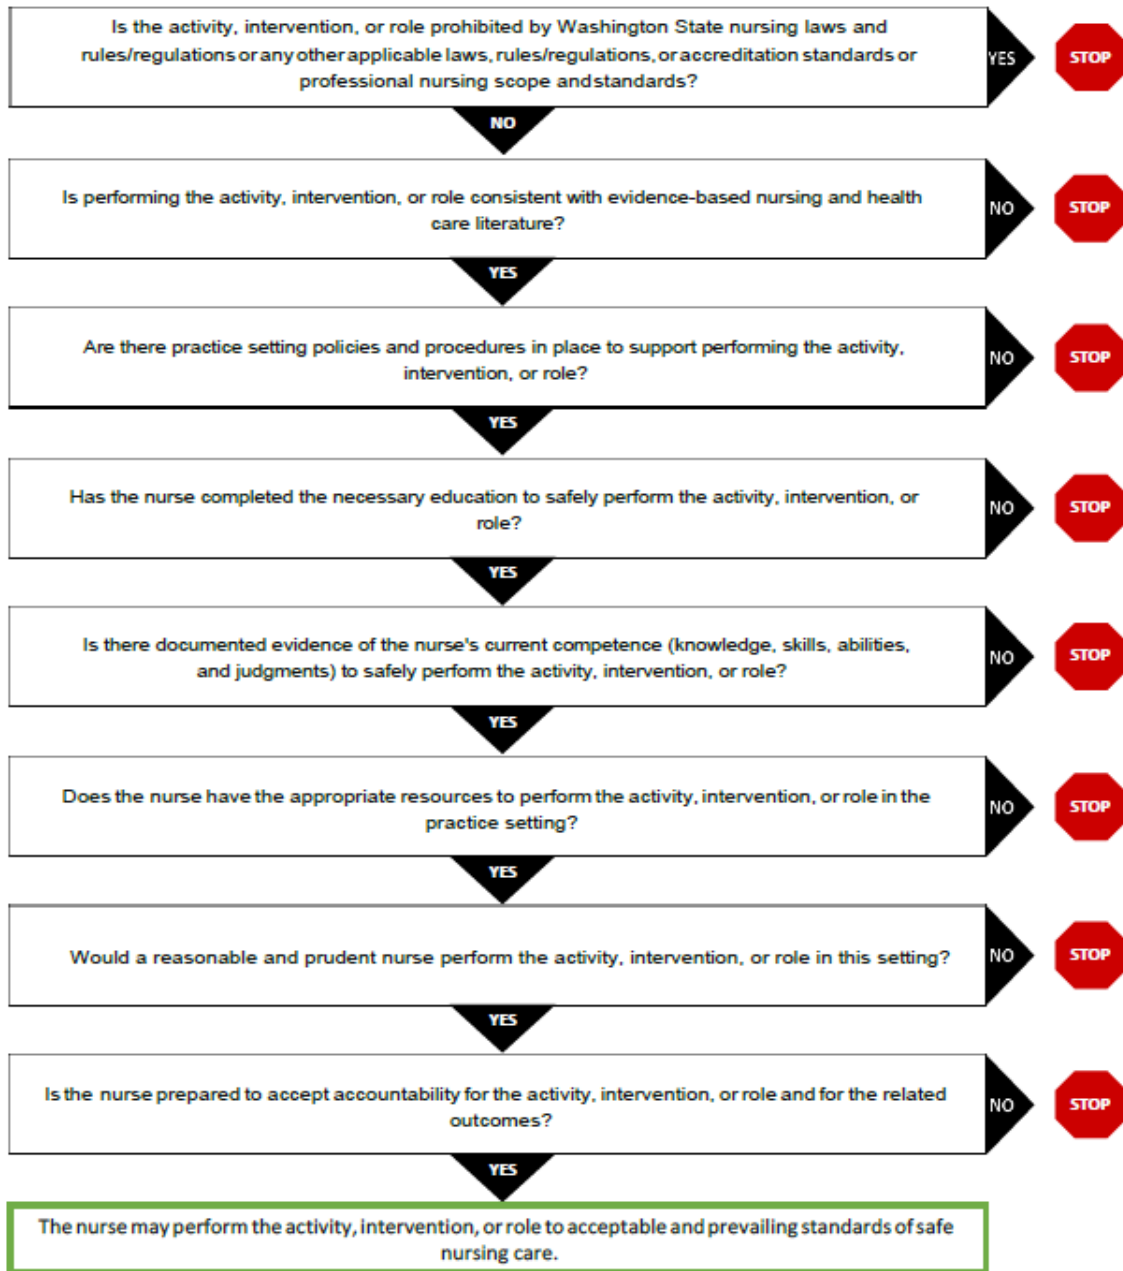 Is the activity, intervention, or role prohibited by Washington State nursing laws and
rules/regulations or any other applicable laws, rules/regulations, or accreditation standards or
professional nursing scope and standards?
YES
STOP
NO
Is performing the activity, intervention, or role consistent with evidence-based nursing and health
care literature?
NO
STOP
YES
Are there practice setting policies and procedures in place to support performing the activity,
intervention, or role?
NO
STOP
YES
Has the nurse completed the necessary education to safely perform the activity, intervention, or
role?
NO
STOP
YES
Is there documented evidence of the nurse's current competence (knowledge, skills, abilities,
and judgments) to safely perform the activity, intervention, or role?
NO
STOP
YES
Does the nurse have the appropriate resources to perform the activity, intervention, or role in the
practice setting?
NO
STOP
YES
Would a reasonable and prudent nurse perform the activity, intervention, or role in this setting?
NO
STOP
YES
Is the nurse prepared to accept accountability for the activity, intervention, or role and for the related
outcomes?
NO
STOP
YES
The nurse may perform the activity, intervention, or role to acceptable and prevailing standards of safe
nursing care.